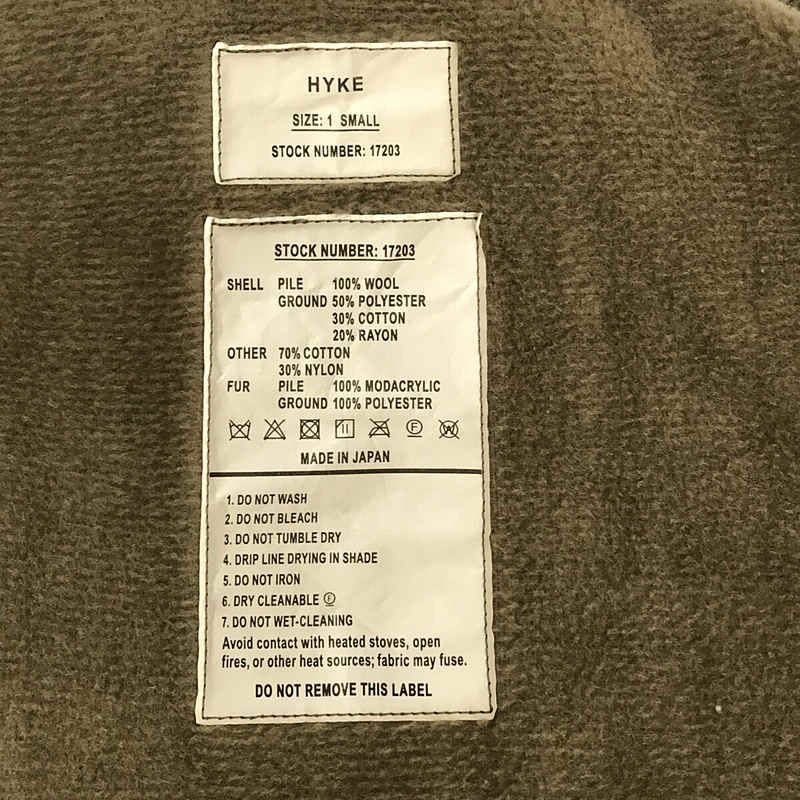 HYKE
SIZE: 1 SMALL
STOCK NUMBER: 17203
STOCK NUMBER: 17203
SHELL PILE 100% WOOL
GROUND 50% POLYESTER
30% COTTON
20% RAYON
OTHER 70% COTTON
30% NYLON
FUR PILE 100% MODACRYLIC
GROUND 100% POLYESTER
F W
MADE IN JAPAN
1. DO NOT WASH
2. DO NOT BLEACH
3. DO NOT TUMBLE DRY
4. DRIP LINE DRYING IN SHADE
5. DO NOT IRON
6. DRY CLEANABLE Ⓕ
7. DO NOT WET-CLEANING
Avoid contact with heated stoves, open
fires, or other heat sources; fabric may fuse.
DO NOT REMOVE THIS LABEL